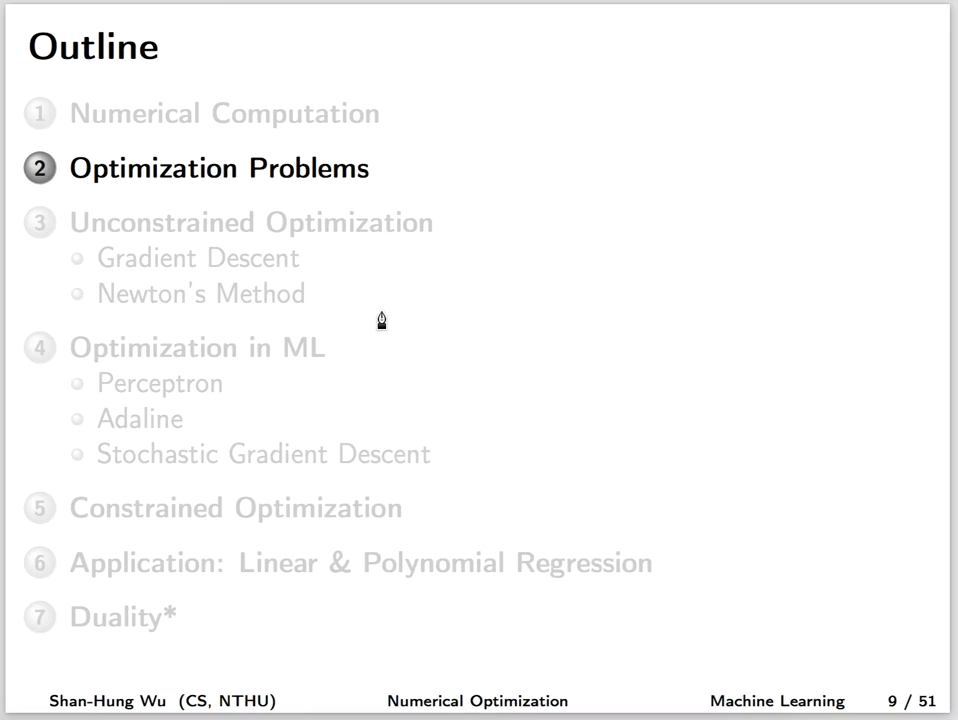 Outline
1 Numerical Computation
2 Optimization Problems
3 Unconstrained Optimization
Gradient Descent
Newton's Method
4 Optimization in ML
Perceptron
Adaline
Stochastic Gradient Descent
5 Constrained Optimization
6 Application: Linear & Polynomial Regression
7 Duality*
Shan-Hung Wu (CS, NTHU) Numerical Optimization Machine Learning 9 / 51